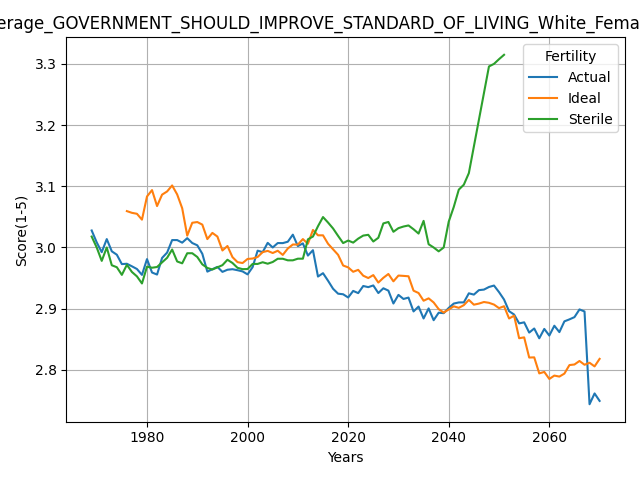 erage_GOVERNMENT_SHOULD_IMPROVE_STANDARD_OF_LIVING_White_Fema
Fertility
Actual
Ideal
Sterile
Score(1-5)
3.3
3.2
3.1
3.0
2.9
2.8
1980 2000 2020 2040 2060
Years